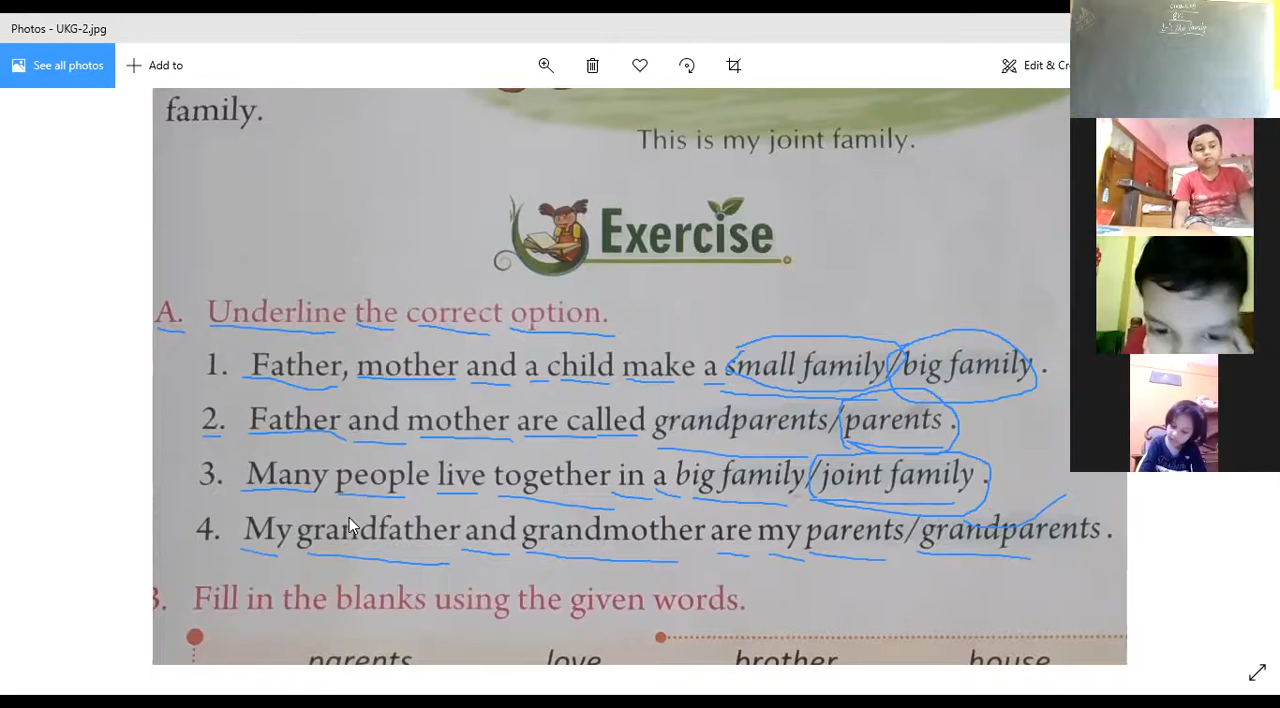 Photos - UKG-2.jpg
See all photos
Add to
Edit &
family.
This is my joint family.
Exercise
A. Underline the correct option.
1. Father, mother and a child make a small family/big family.
2. Father and mother are called grandparents/parents.
3. Many people live together in a big family/joint family.
4. My grandfather and grandmother are my parents/grandparents.
Fill in the blanks using the given words.
parents love brother house